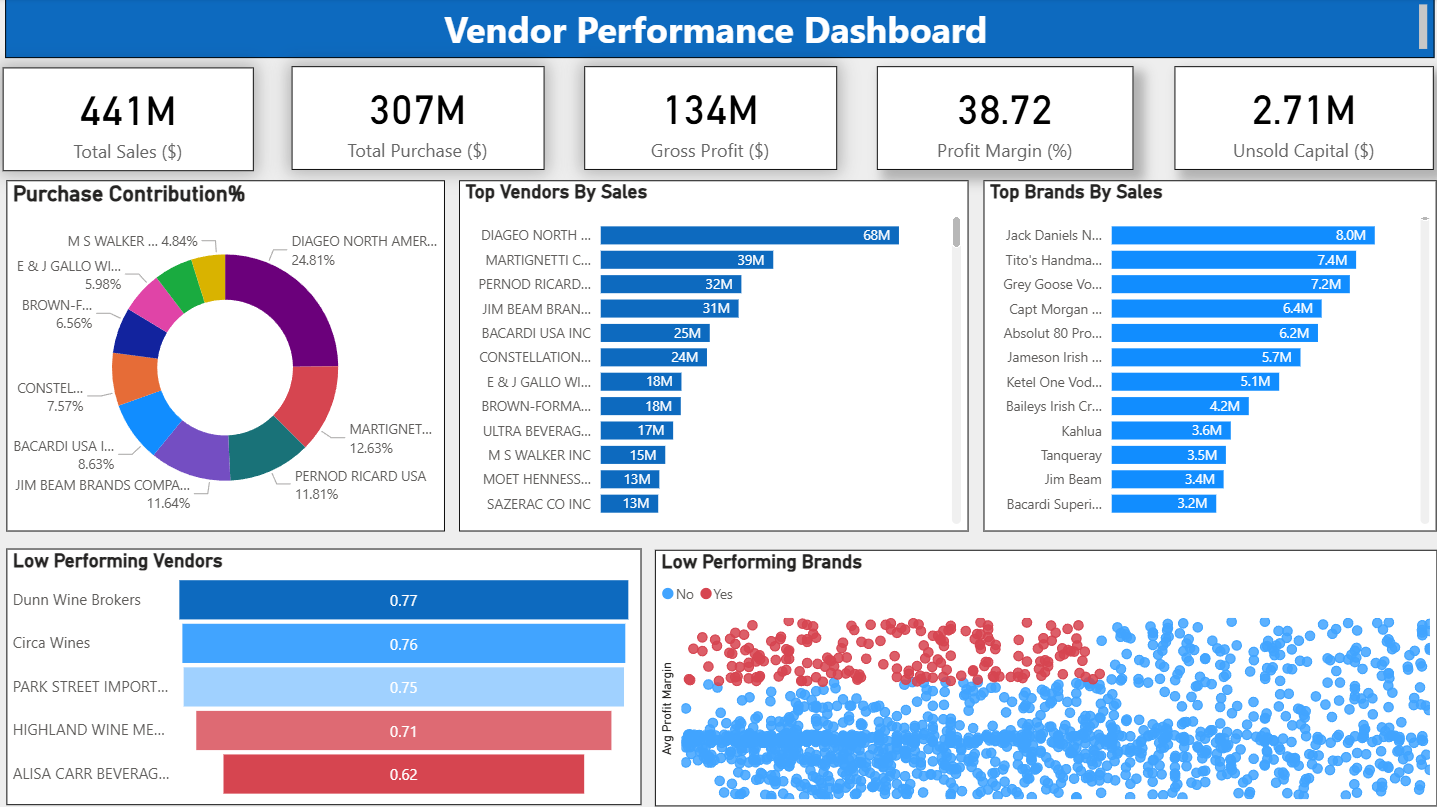 Vendor Performance Dashboard
441M
Total Sales ($)
307M
Total Purchase ($)
134M
Gross Profit ($)
38.72
Profit Margin (%)
2.71M
Unsold Capital ($)
Purchase Contribution%
M S WALKER ... 4.84%
DIAGEO NORTH AMER...
24.81%
E & J GALLO WI...
5.98%
BROWN-F...
6.56%
CONSTEL...
7.57%
BACARDI USA I...
8.63%
JIM BEAM BRANDS COMPA...
11.64%
PERNOD RICARD USA
11.81%
MARTIGNET...
12.63%
Top Vendors By Sales
DIAGEO NORTH ... 68M
MARTIGNETTI C... 39M
PERNOD RICARD... 32M
JIM BEAM BRAN... 31M
BACARDI USA INC 25M
CONSTELLATION... 24M
E & J GALLO WI... 18M
BROWN-FORMA... 18M
ULTRA BEVERAG... 17M
M S WALKER INC 15M
MOET HENNESS... 13M
SAZERAC CO INC 13M
Top Brands By Sales
Jack Daniels N... 8.0M
Tito's Handma... 7.4M
Grey Goose Vo... 7.2M
Capt Morgan ... 6.4M
Absolut 80 Pro... 6.2M
Jameson Irish ... 5.7M
Ketel One Vod... 5.1M
Baileys Irish Cr... 4.2M
Kahlua 3.6M
Tanqueray 3.5M
Jim Beam 3.4M
Bacardi Superi... 3.2M
Low Performing Vendors
Dunn Wine Brokers 0.77
Circa Wines 0.76
PARK STREET IMPORT... 0.75
HIGHLAND WINE ME... 0.71
ALISA CARR BEVERAG... 0.62
Low Performing Brands
No Yes
Avg Profit Margin